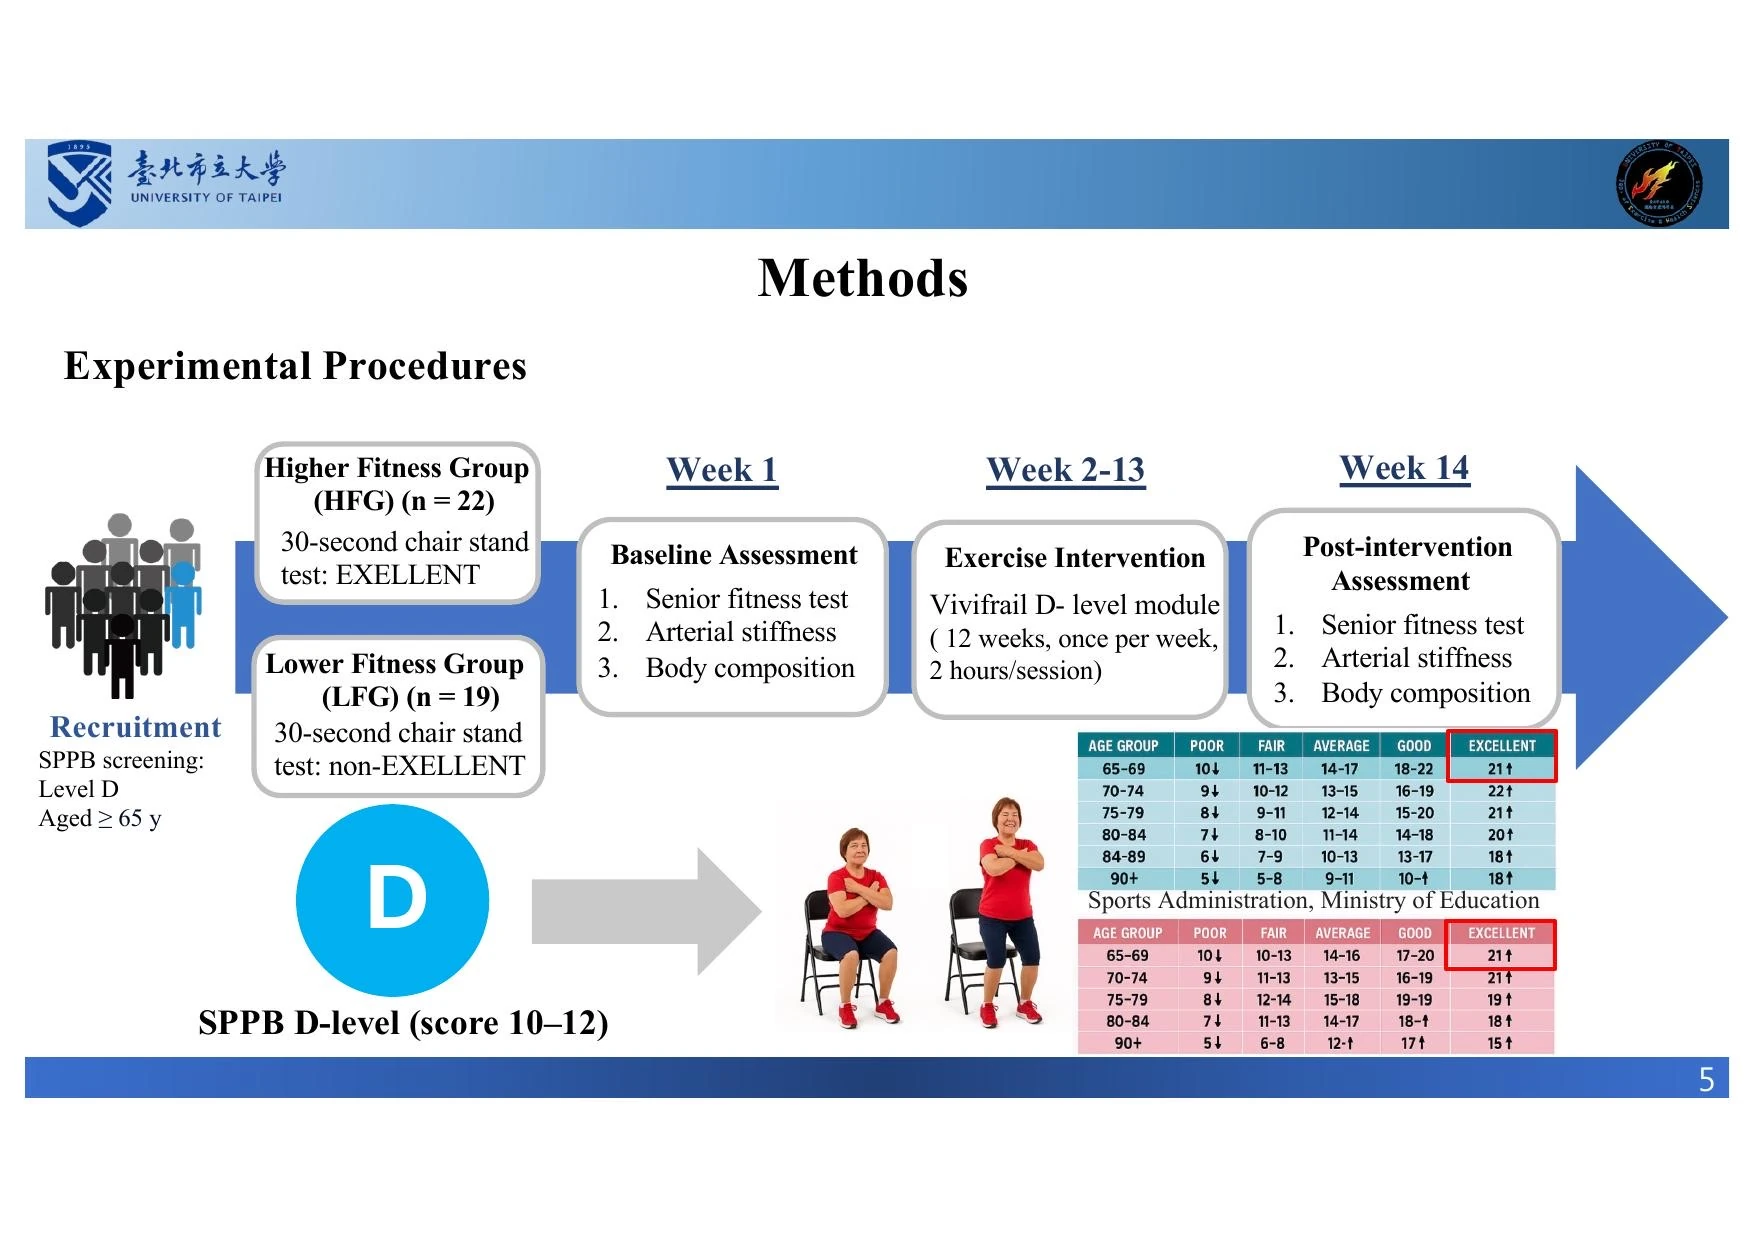 1895
臺北市立大學
UNIVERSITY OF TAIPEI
UNIVERSITY OF TAIPEI
Methods
Experimental Procedures
Higher Fitness Group
(HFG) (n = 22)
30-second chair stand
test: EXELLENT
Lower Fitness Group
(LFG) (n = 19)
30-second chair stand
test: non-EXELLENT
Recruitment
SPPB screening:
Level D
Aged ≥ 65 y
Week 1
Baseline Assessment
1. Senior fitness test
2. Arterial stiffness
3. Body composition
Week 2-13
Exercise Intervention
Vivifrail D- level module
( 12 weeks, once per week,
2 hours/session)
Week 14
Post-intervention
Assessment
1. Senior fitness test
2. Arterial stiffness
3. Body composition
D
SPPB D-level (score 10–12)
AGE GROUP POOR FAIR AVERAGE GOOD EXCELLENT
65-69 10↓ 11-13 14-17 18-22 21↑
70-74 9↓ 10-12 13-15 16-19 22↑
75-79 8↓ 9-11 12-14 15-20 21↑
80-84 7↓ 8-10 11-14 14-18 20↑
84-89 6↓ 7-9 10-13 13-17 18↑
90+ 5↓ 5-8 9-11 10-↑ 18↑
Sports Administration, Ministry of Education
AGE GROUP POOR FAIR AVERAGE GOOD EXCELLENT
65-69 10↓ 10-13 14-16 17-20 21↑
70-74 9↓ 11-13 13-15 16-19 21↑
75-79 8↓ 12-14 15-18 19-19 19↑
80-84 7↓ 11-13 14-17 18-↑ 18↑
90+ 5↓ 6-8 12-↑ 17↑ 15↑
5